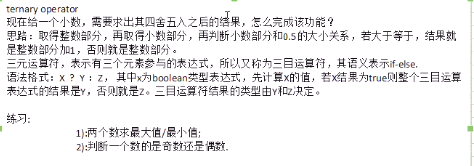 ternary operator
现在给一个小数，需要求出其四舍五入之后的结果，怎么完成该功能？
思路：取得整数部分，再取得小数部分，再判断小数部分和0.5的大小关系，若大于等于，结果就
是整数部分加1，否则就是整数部分。
三元运算符，表示有三个元素参与的表达式，所以又称为三目运算符，其语义表示if-else.
语法格式：X ? Y : Z，其中x为boolean类型表达式，先计算x的值，若x结果为true则整个三目运算
表达式的结果是Y，否则就是Z。三目运算符结果的类型由Y和Z决定。
练习:
1):两个数求最大值/最小值;
2):判断一个数的是奇数还是偶数.